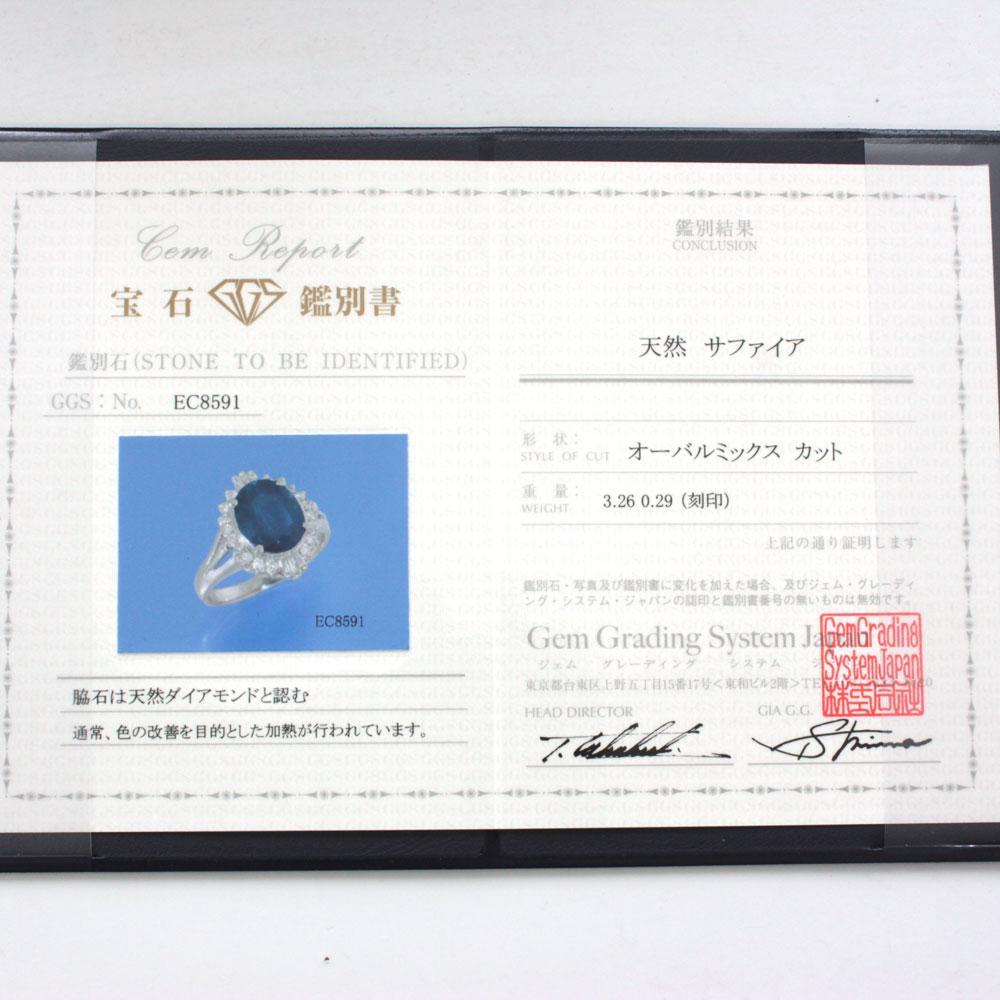 Gem Report
宝石 GGS 鑑別書
鑑別石(STONE TO BE IDENTIFIED)
GGS：No. EC8591
EC8591
脇石は天然ダイアモンドと認む
通常、色の改善を目的とした加熱が行われています。
鑑別結果
CONCLUSION
天然 サファイア
形 状：
STYLE OF CUT オーバルミックス カット
重 量：
WEIGHT 3.26 0.29 (刻印)
上記の通り証明します
鑑別石・写真及び鑑別書に変化を加えた場合、及びジェム・グレーディ
ング・システム・ジャパンの認印と鑑別書番号の無いものは無効です。
Gem Grading System Japan
ジェム グレーディング システム
東京都台東区上野五丁目15番17号<東和ビル2階>
GemGrading
SystemJapan
HEAD DIRECTOR GIA G.G.